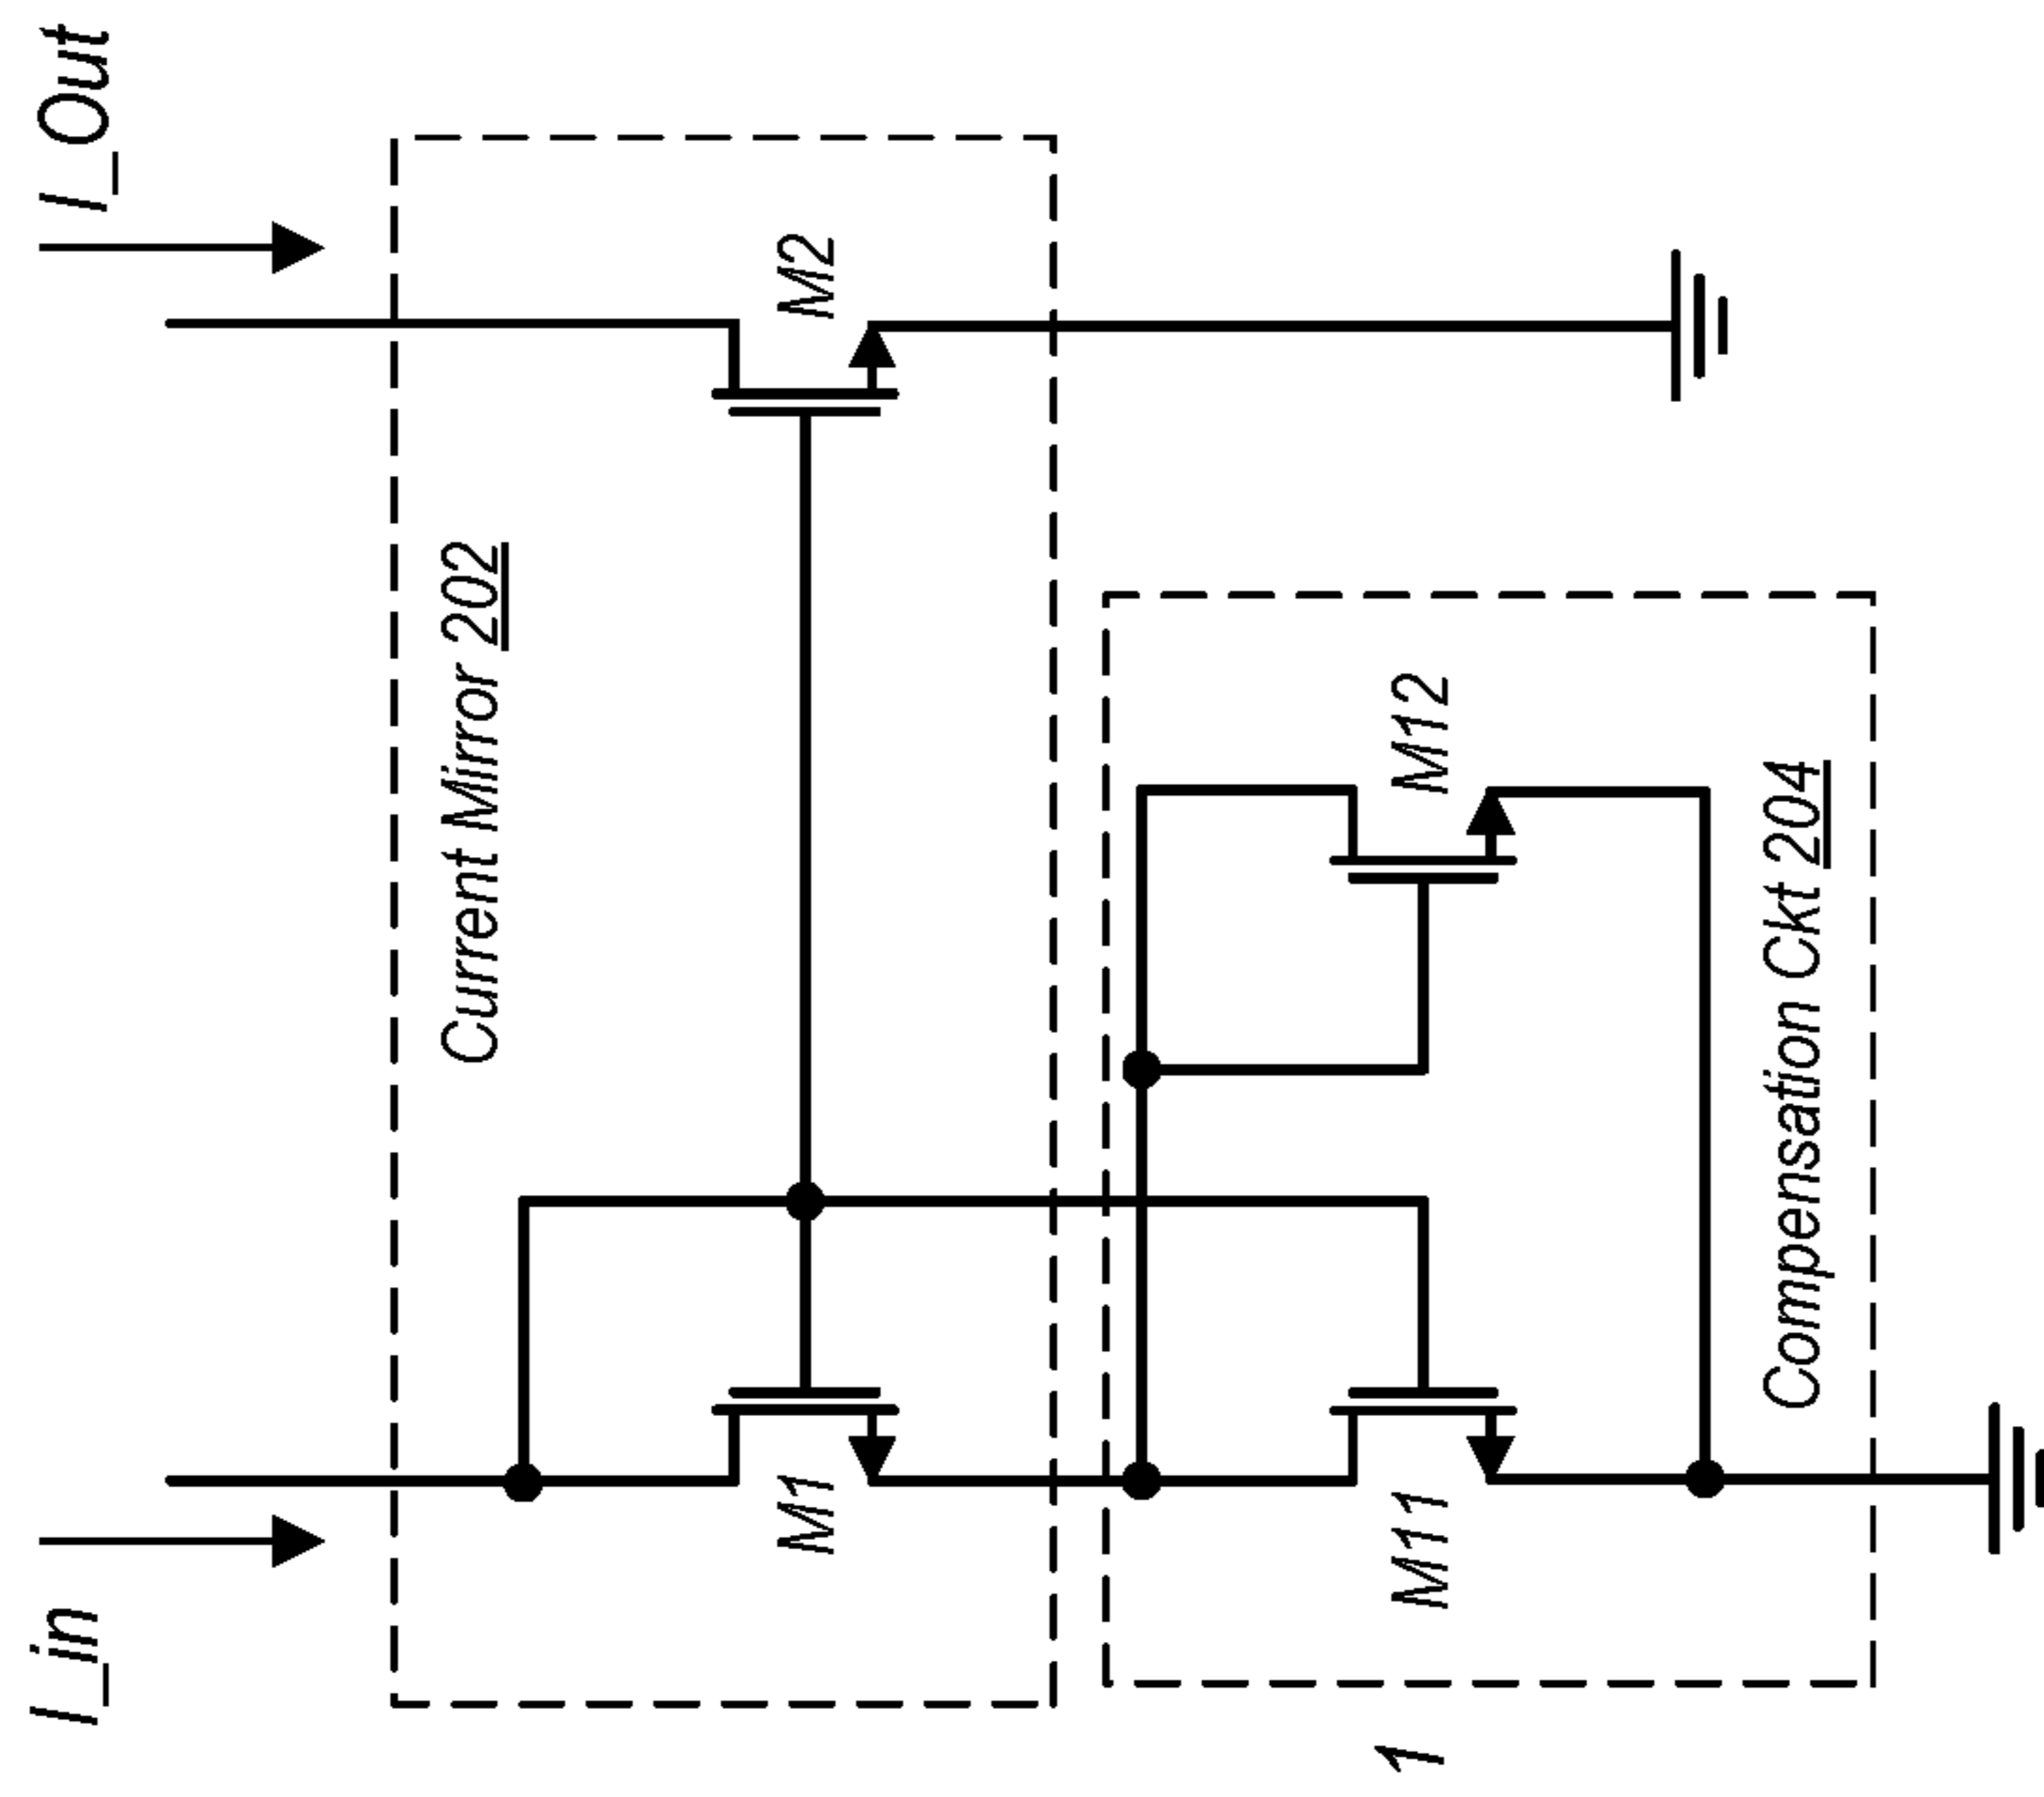 I_in
I_Out
Current Mirror 202
M1
M2
M11
M12
Compensation Ckt 204
1